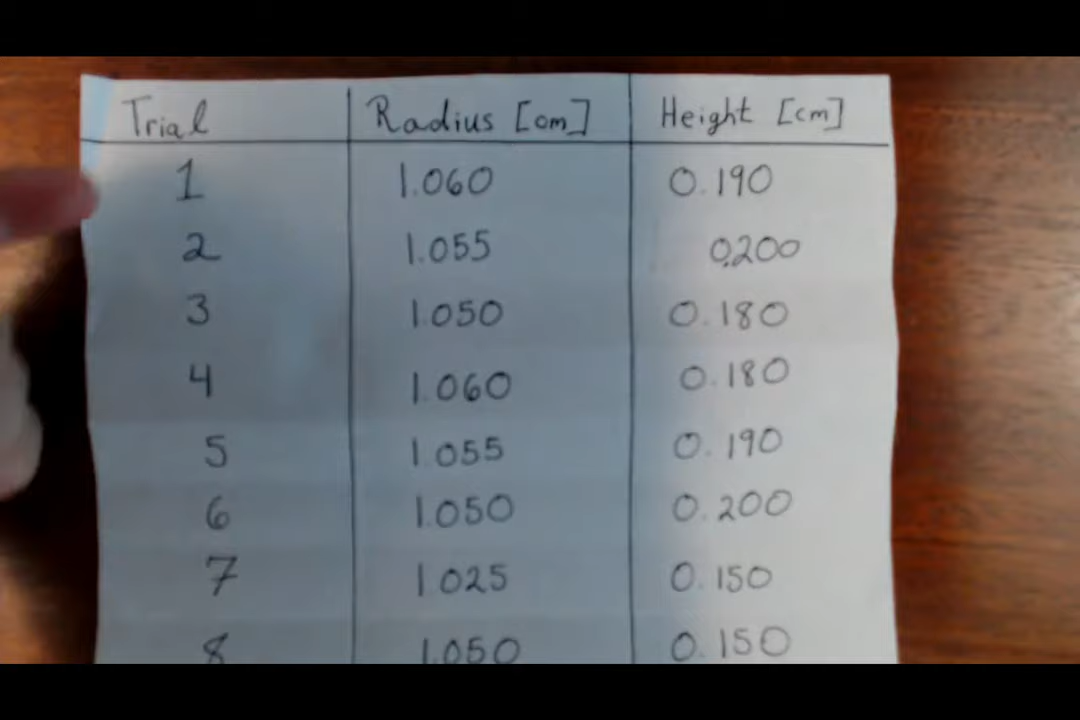 Trial Radius [cm] Height [cm]
1 1.060 0.190
2 1.055 0.200
3 1.050 0.180
4 1.060 0.180
5 1.055 0.190
6 1.050 0.200
7 1.025 0.150
8 1.050 0.150